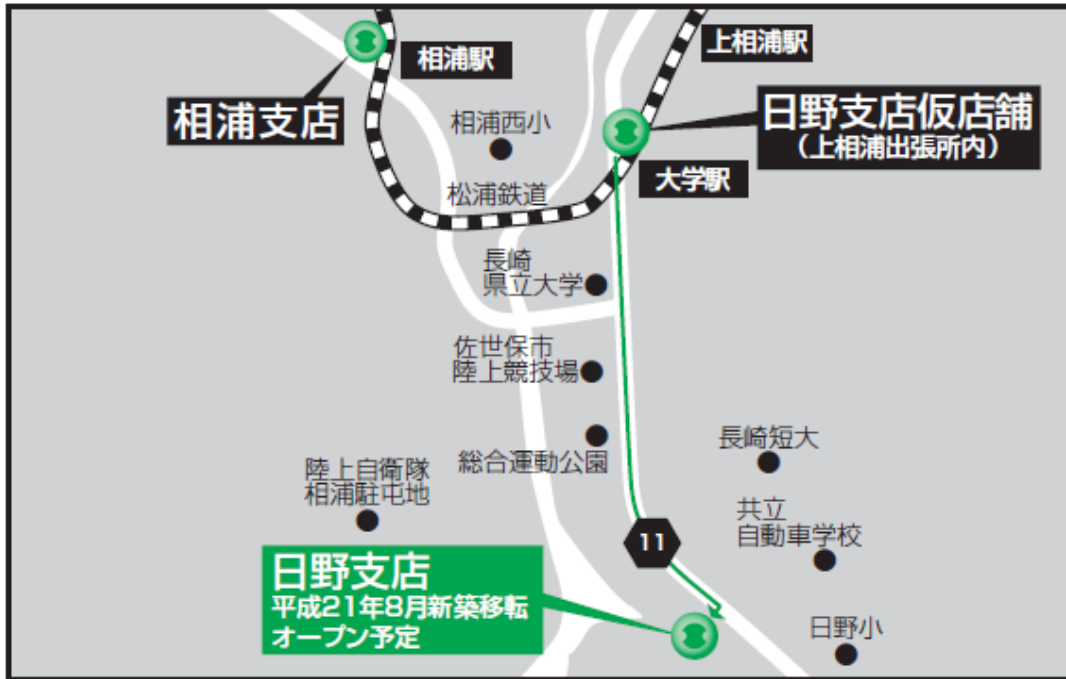 相浦駅
上相浦駅
相浦支店
日野支店仮店舗
（上相浦出張所内）
相浦西小
大学駅
松浦鉄道
長崎
県立大学
佐世保市
陸上競技場
総合運動公園
長崎短大
陸上自衛隊
相浦駐屯地
共立
自動車学校
11
日野支店
平成21年8月新築移転
オープン予定
日野小